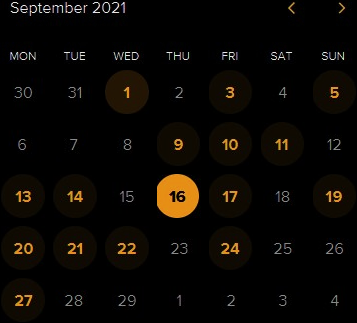 September 2021
MON TUE WED THU FRI SAT SUN
30 31 1 2 3 4 5
6 7 8 9 10 11 12
13 14 15 16 17 18 19
20 21 22 23 24 25 26
27 28 29 1 2 3 4